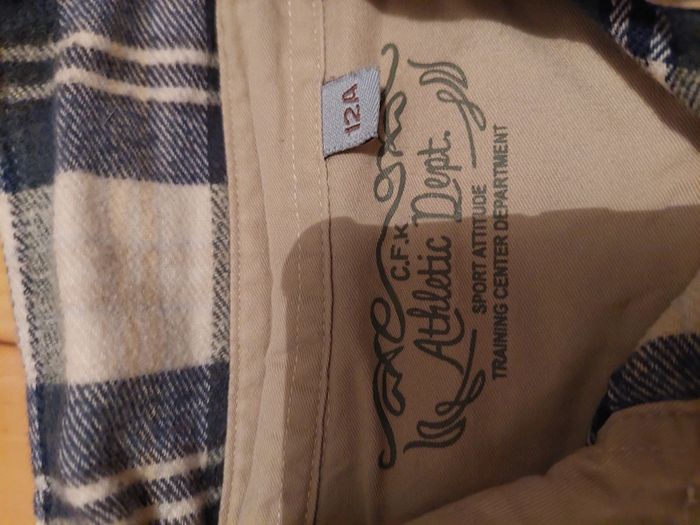 12A
C.F.K
Athletic Dept.
SPORT ATTITUDE
TRAINING CENTER DEPARTMENT